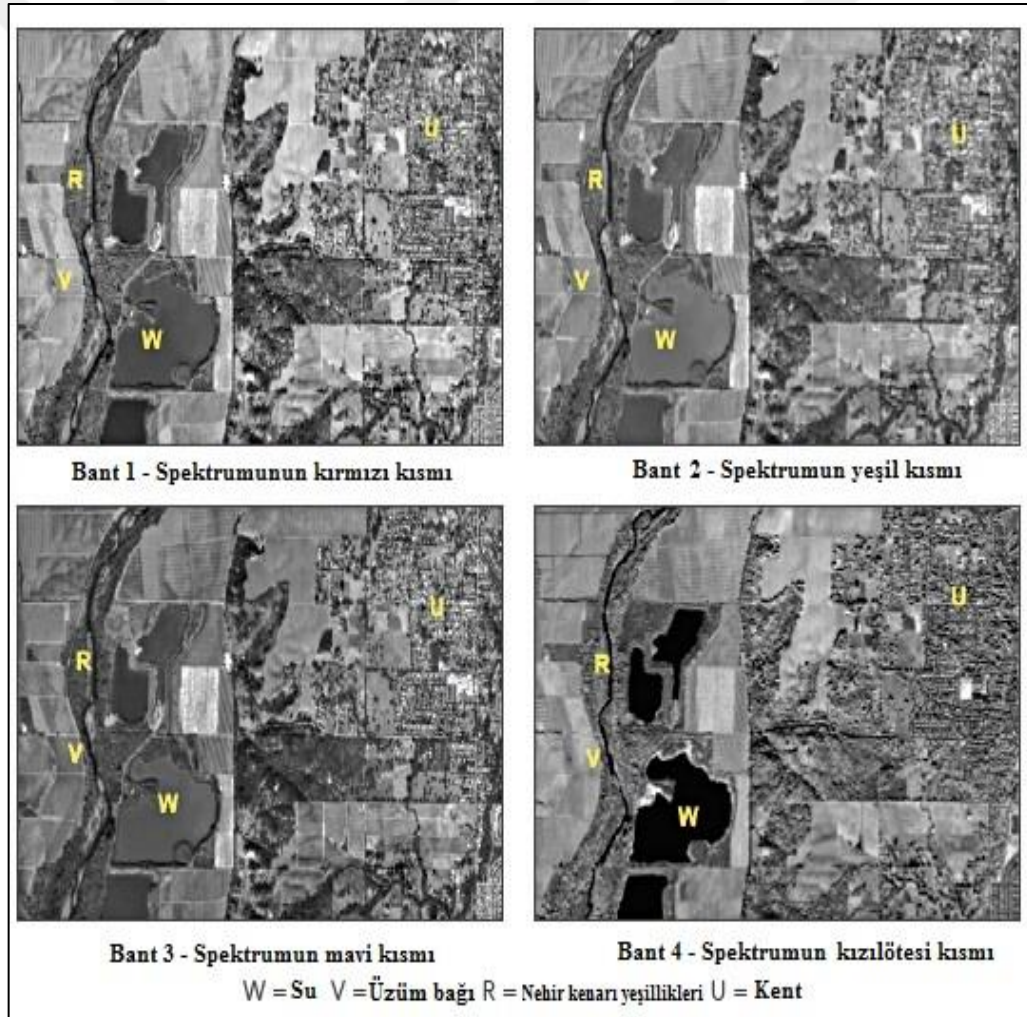 U
U
R
R
V
V
W
W
Bant 1 - Spektrumunun kırmızı kısmı
Bant 2 - Spektrumun yeşil kısmı
U
U
R
R
V
V
W
W
Bant 3 - Spektrumun mavi kısmı
Bant 4 - Spektrumun kızılötesi kısmı
W = Su V = Üzüm bağı R = Nehir kenarı yeşillikleri U = Kent